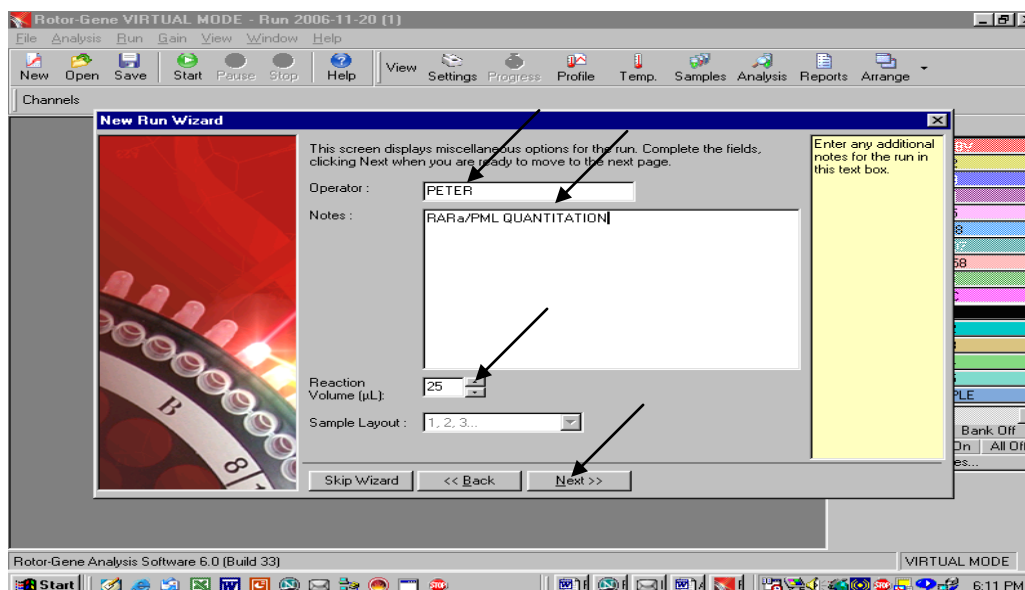 Rotor-Gene VIRTUAL MODE - Run 2006-11-20 (1)
File Analysis Run Gain View Window Help
New Open Save Start Pause Stop Help View Settings Progress Profile Temp. Samples Analysis Reports Arrange
Channels
New Run Wizard
This screen displays miscellaneous options for the run. Complete the fields,
clicking Next when you are ready to move to the next page.
Enter any additional
notes for the run in
this text box.
Operator :
PETER
Notes :
RARa/PML QUANTITATION
Reaction
Volume (µL):
25
Sample Layout :
1, 2, 3...
Skip Wizard
<< Back
Next >>
58
PLE
Bank Off
On All Off
es...
B
8
Rotor-Gene Analysis Software 6.0 (Build 33)
VIRTUAL MODE
Start
6:11 PM